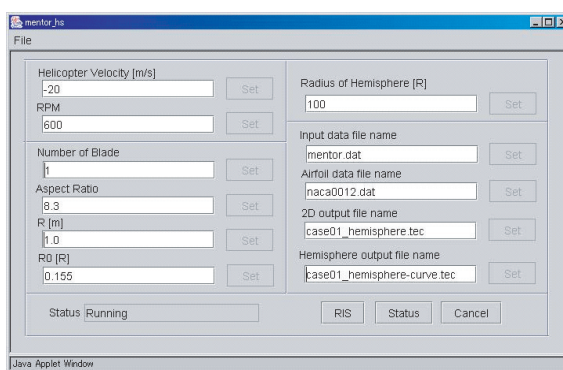 mentor_hs
File
Helicopter Velocity [m/s]
-20
Set
RPM
600
Set
Number of Blade
1
Set
Aspect Ratio
8.3
Set
R [m]
1.0
Set
R0 [R]
0.155
Set
Radius of Hemisphere [R]
100
Set
Input data file name
mentor.dat
Set
Airfoil data file name
naca0012.dat
Set
2D output file name
case01_hemisphere.tec
Set
Hemisphere output file name
case01_hemisphere-curve.tec
Set
Status Running
RIS Status Cancel
Java Applet Window